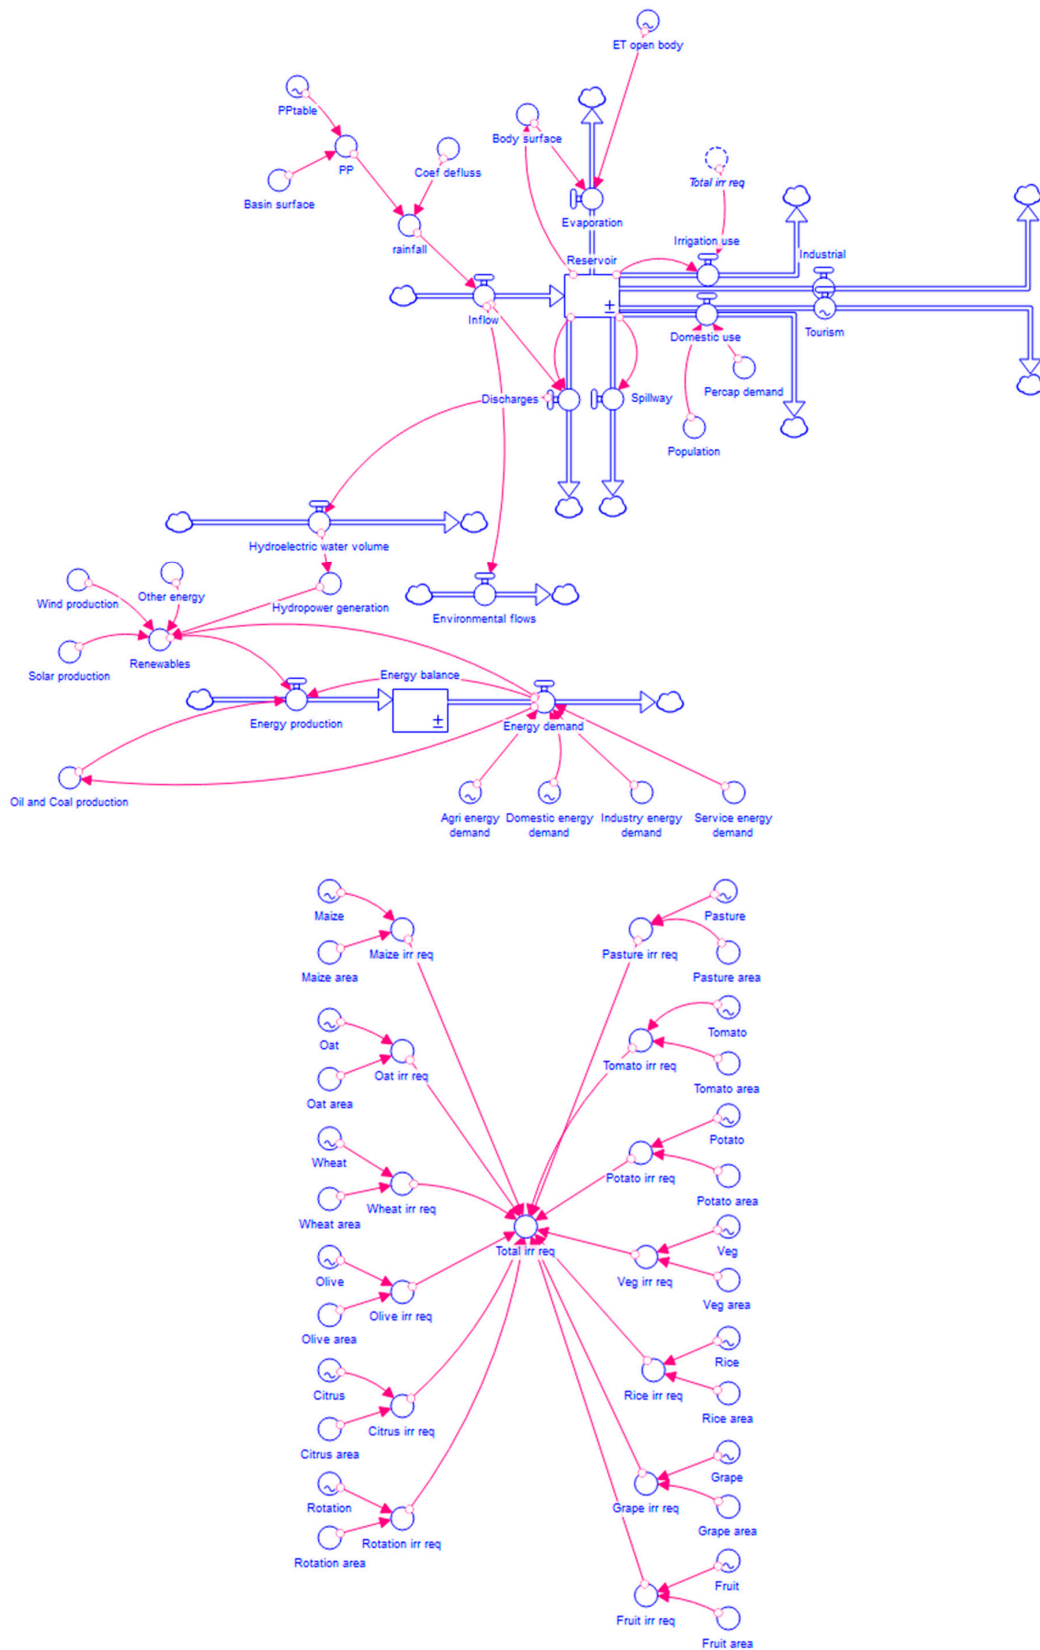 ET open body
PPtable
Body surface
PP
Coef defluss
Total irr req
Basin surface
Evaporation
rainfall
Irrigation use
Reservoir
Industrial
Inflow
Domestic use
Tourism
Percap demand
Discharges
Spillway
Population
Hydroelectric water volume
Wind production
Other energy
Hydropower generation
Environmental flows
Solar production
Renewables
Energy balance
Energy production
Energy demand
Oil and Coal production
Agri energy
demand
Domestic energy
demand
Industry energy
demand
Service energy
demand
Maize
Pasture
Maize irr req
Pasture irr req
Maize area
Pasture area
Oat
Tomato
Oat irr req
Tomato irr req
Oat area
Tomato area
Wheat
Potato
Wheat irr req
Potato irr req
Wheat area
Potato area
Total irr req
Veg
Olive
Veg irr req
Olive irr req
Veg area
Olive area
Rice
Citrus
Rice irr req
Citrus irr req
Rice area
Citrus area
Grape
Rotation
Grape irr req
Rotation irr req
Grape area
Rotation area
Fruit
Fruit irr req
Fruit area